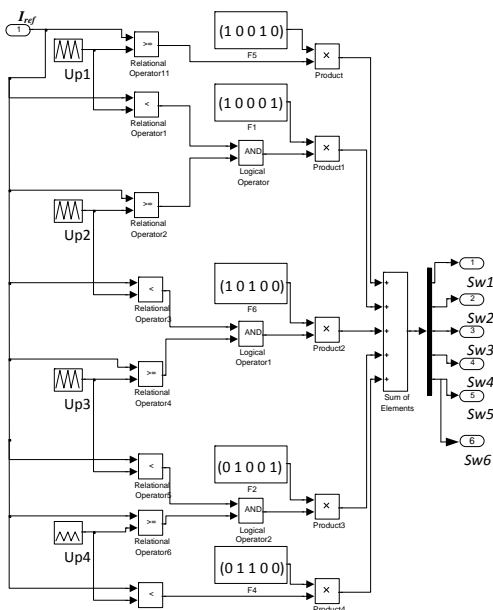 I_ref
1
Up1
>=
Relational
Operator11
(1 0 0 1 0)
F5
×
Product
<
Relational
Operator1
(1 0 0 0 1)
F1
AND
Logical
Operator
×
Product1
Up2
>=
Relational
Operator2
<
Relational
Operator3
(1 0 1 0 0)
F6
AND
Logical
Operator1
×
Product2
+
+
+
+
+
Sum of
Elements
1
Sw1
2
Sw2
3
Sw3
4
Sw4
5
Sw5
6
Sw6
Up3
>=
Relational
Operator4
<
Relational
Operator5
(0 1 0 0 1)
F2
AND
Logical
Operator2
×
Product3
Up4
>=
Relational
Operator6
(0 1 1 0 0)
F4
<
×
Product4